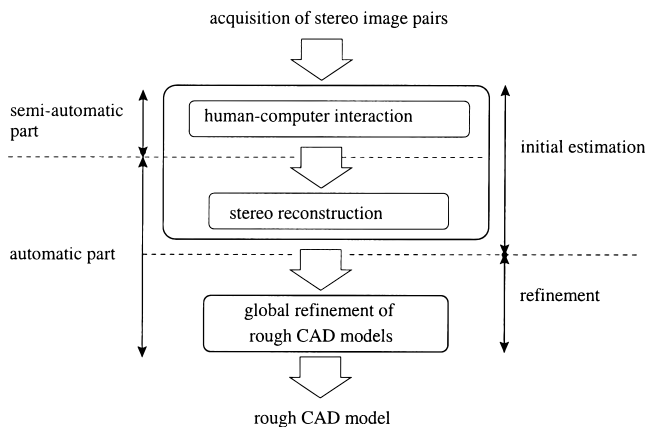 acquisition of stereo image pairs
semi-automatic
part
human-computer interaction
initial estimation
stereo reconstruction
automatic part
refinement
global refinement of
rough CAD models
rough CAD model